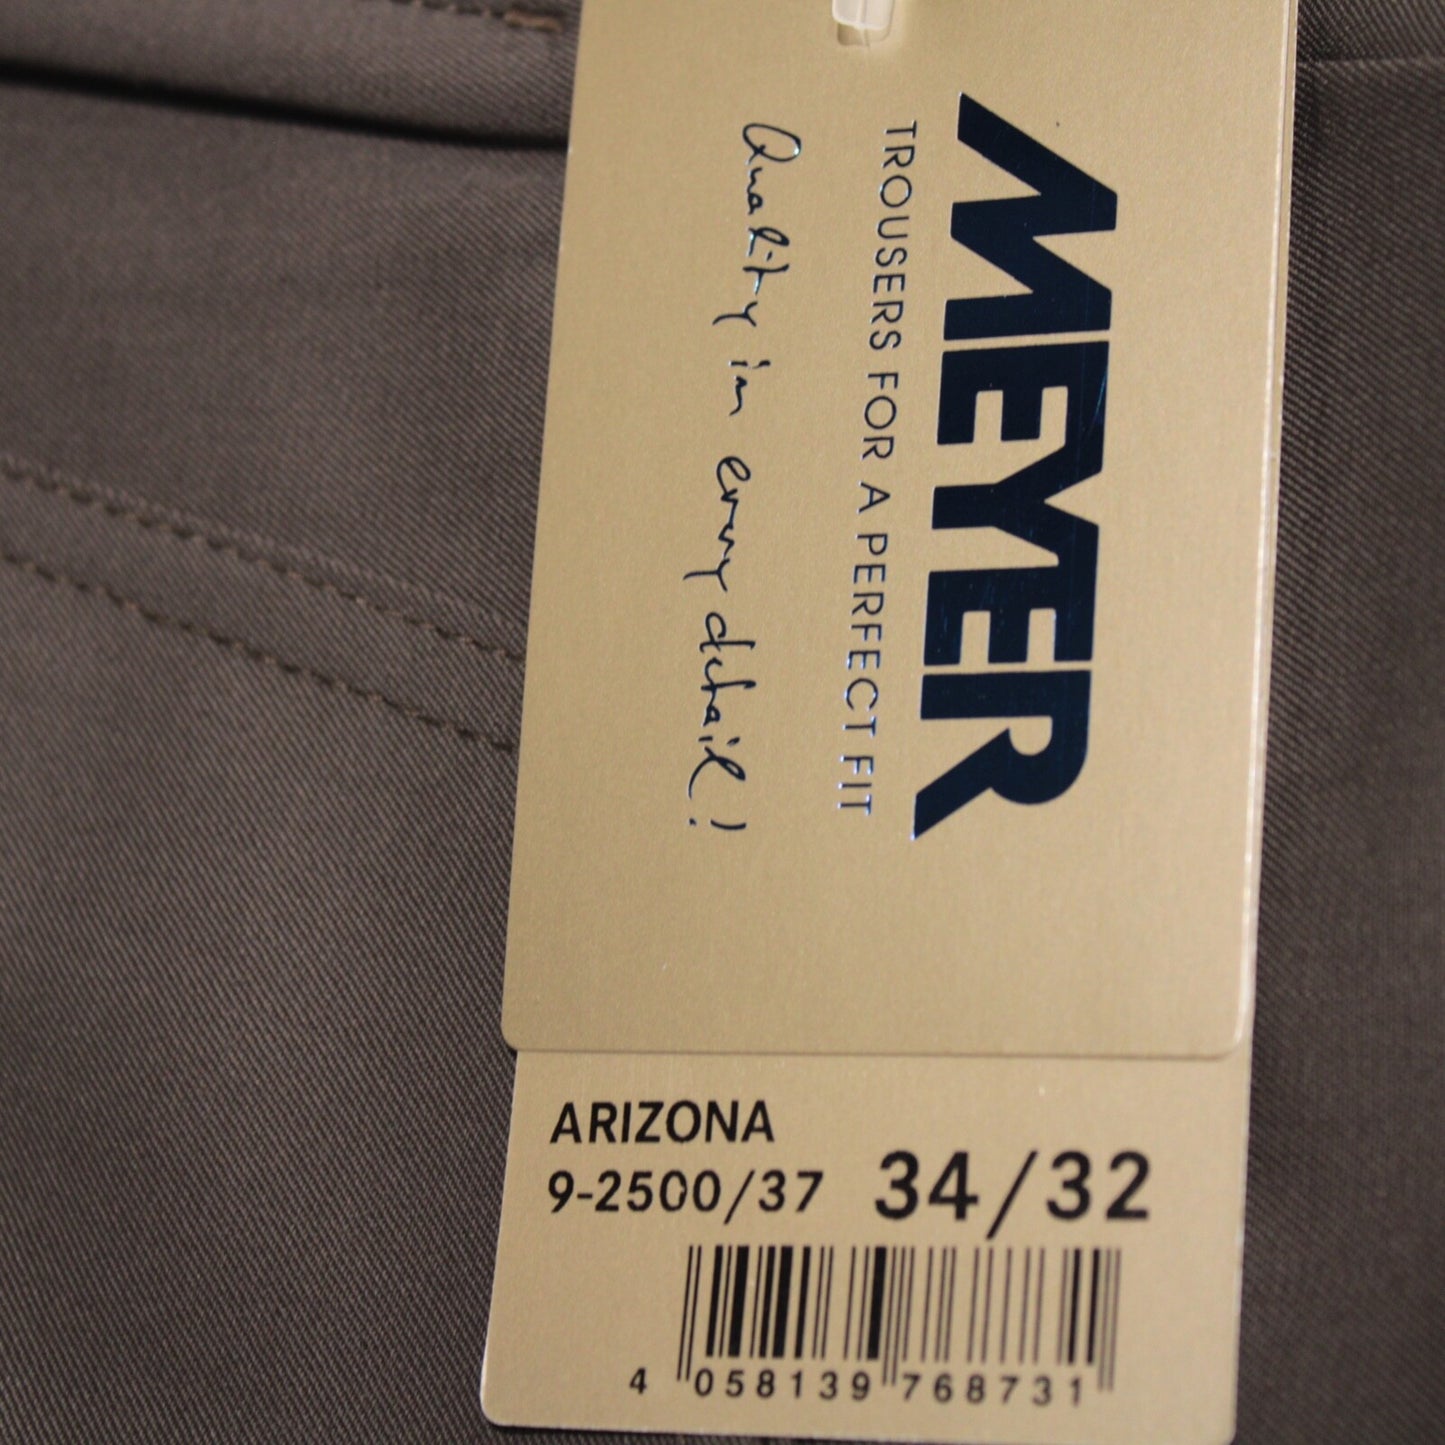 MEYER
TROUSERS FOR A PERFECT FIT
Quality in every detail!
ARIZONA
9-2500/37 34/32
4 058139 768731